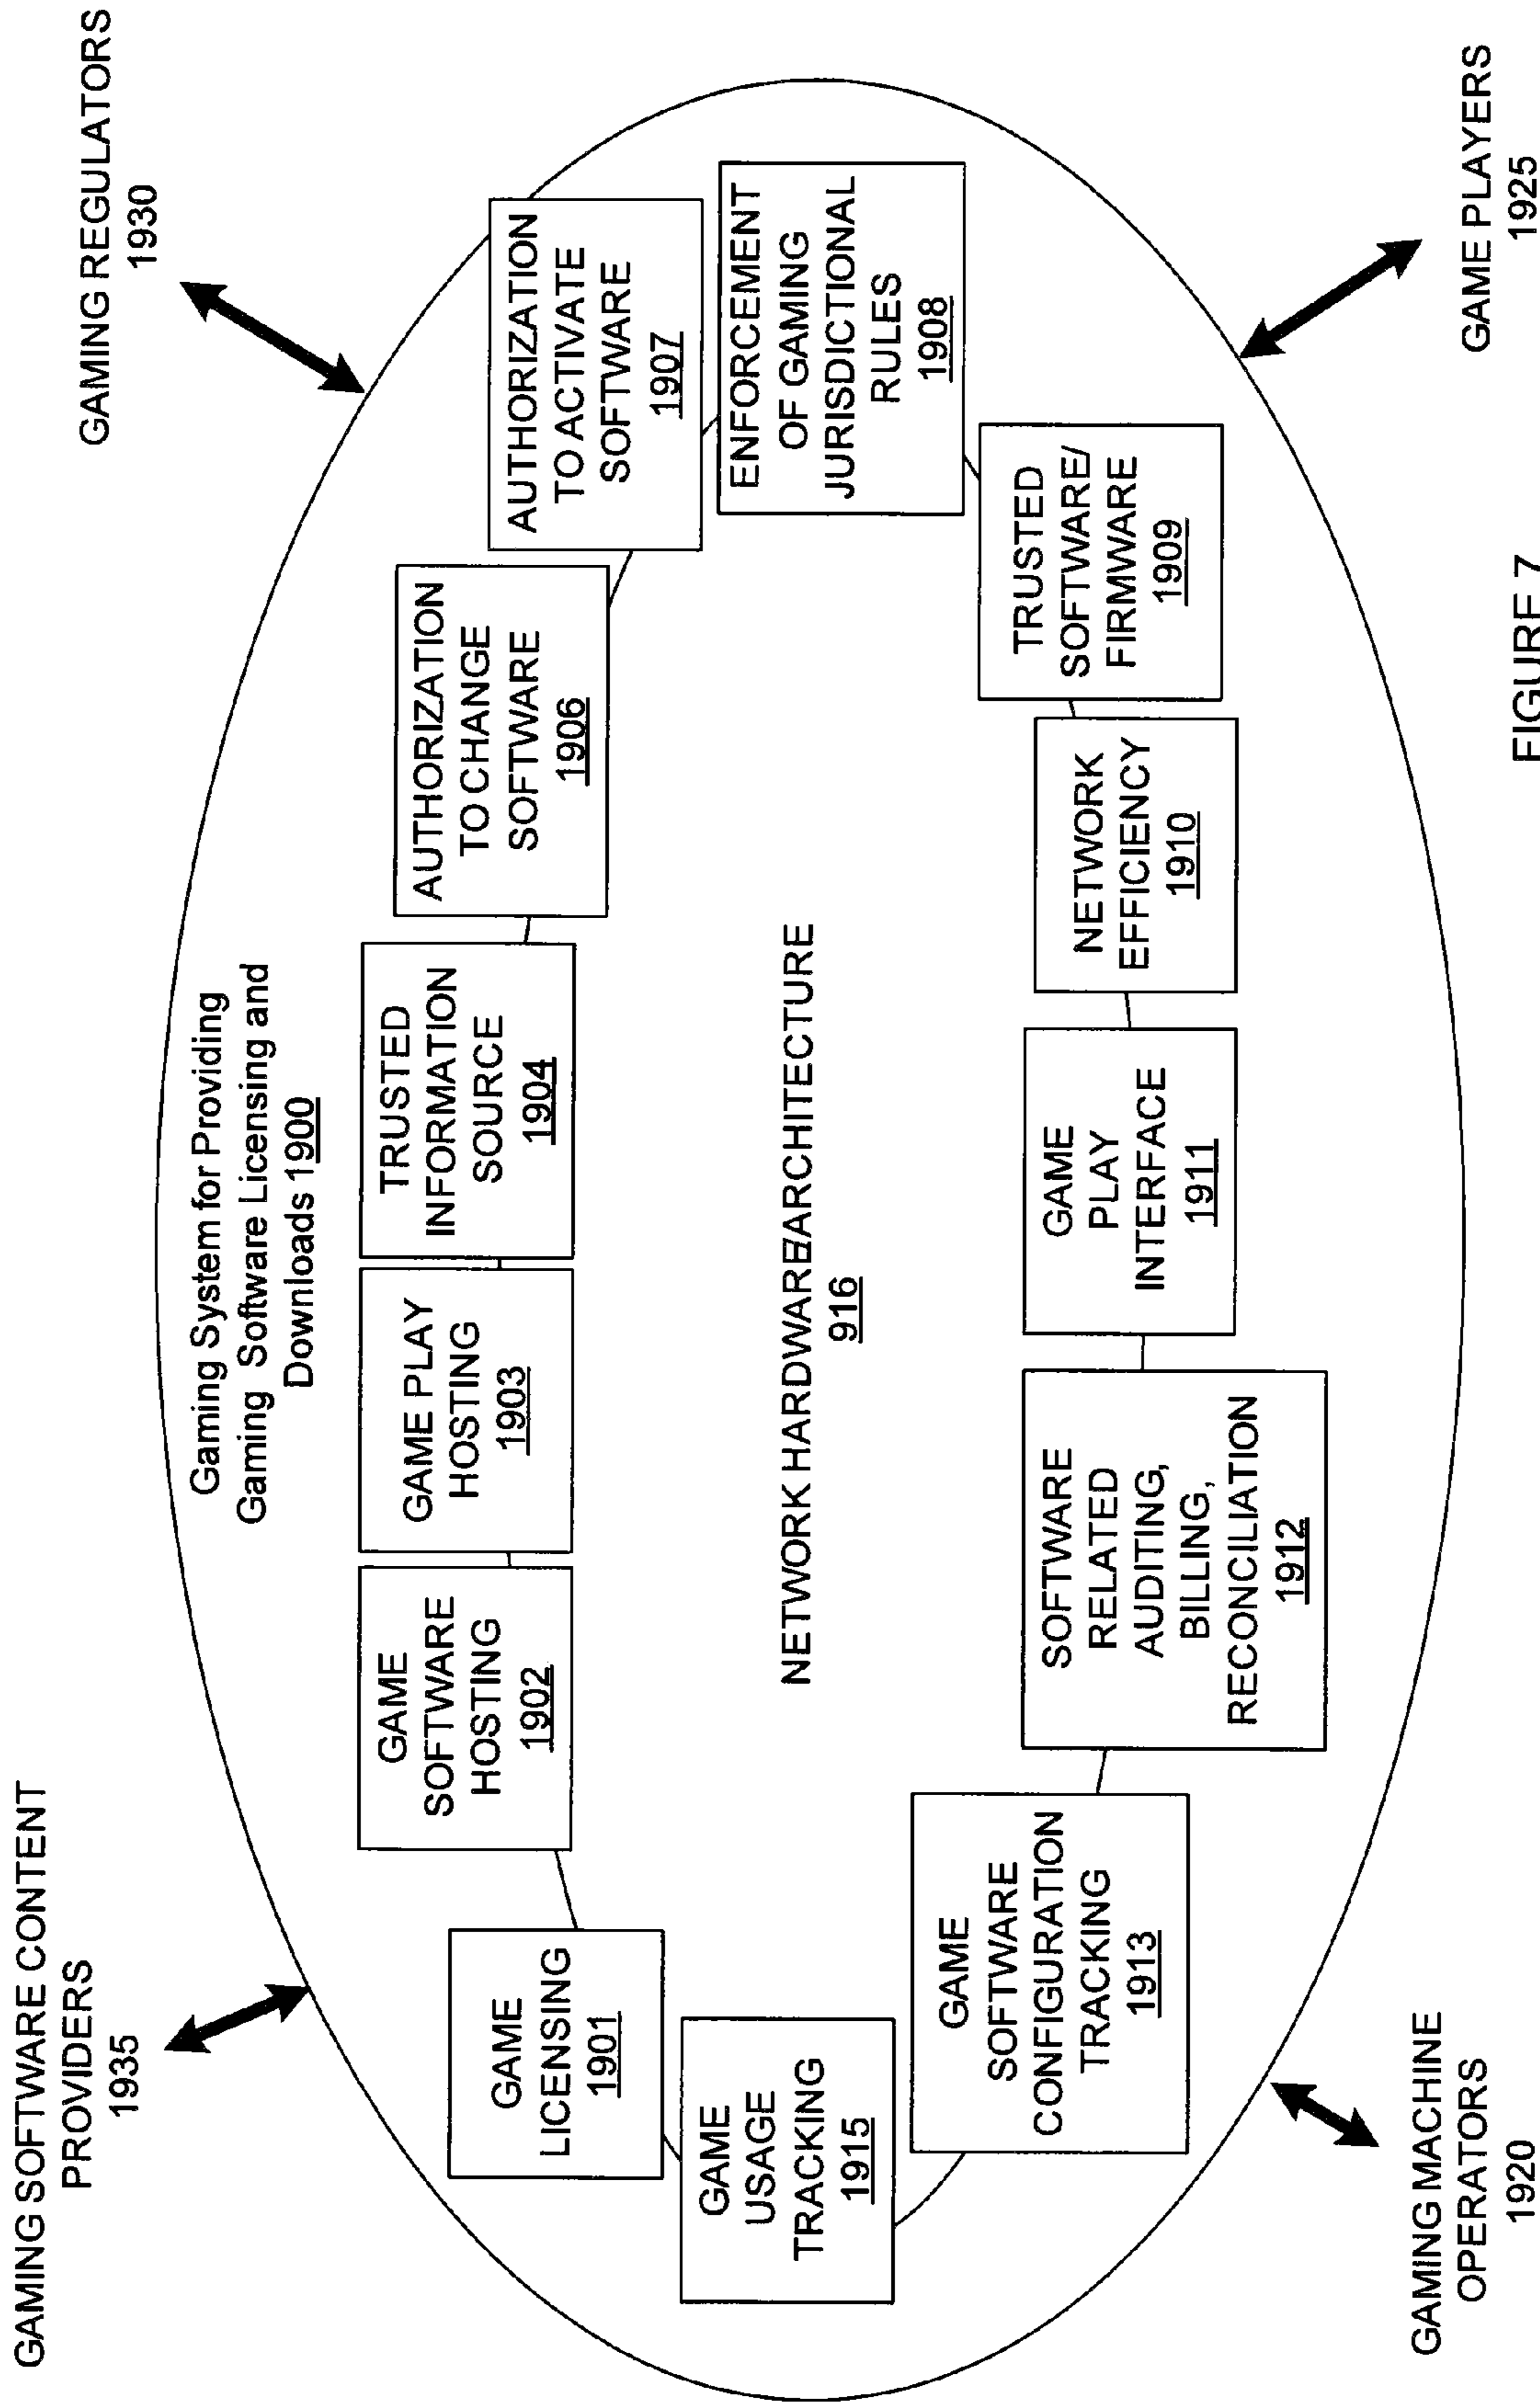 GAMING SOFTWARE CONTENT
PROVIDERS
1935
GAMING REGULATORS
1930
Gaming System for Providing
Gaming Software Licensing and
Downloads 1900
GAME
LICENSING
1901
GAME
SOFTWARE
HOSTING
1902
GAME PLAY
HOSTING
1903
TRUSTED
INFORMATION
SOURCE
1904
AUTHORIZATION
TO CHANGE
SOFTWARE
1906
AUTHORIZATION
TO ACTIVATE
SOFTWARE
1907
ENFORCEMENT
OF GAMING
JURISDICTIONAL
RULES
1908
NETWORK HARDWARE/ARCHITECTURE
916
GAME
USAGE
TRACKING
1915
GAME
SOFTWARE
CONFIGURATION
TRACKING
1913
SOFTWARE
RELATED
AUDITING,
BILLING,
RECONCILIATION
1912
GAME
PLAY
INTERFACE
1911
NETWORK
EFFICIENCY
1910
TRUSTED
SOFTWARE/
FIRMWARE
1909
GAMING MACHINE
OPERATORS
1920
GAME PLAYERS
1925
FIGURE 7